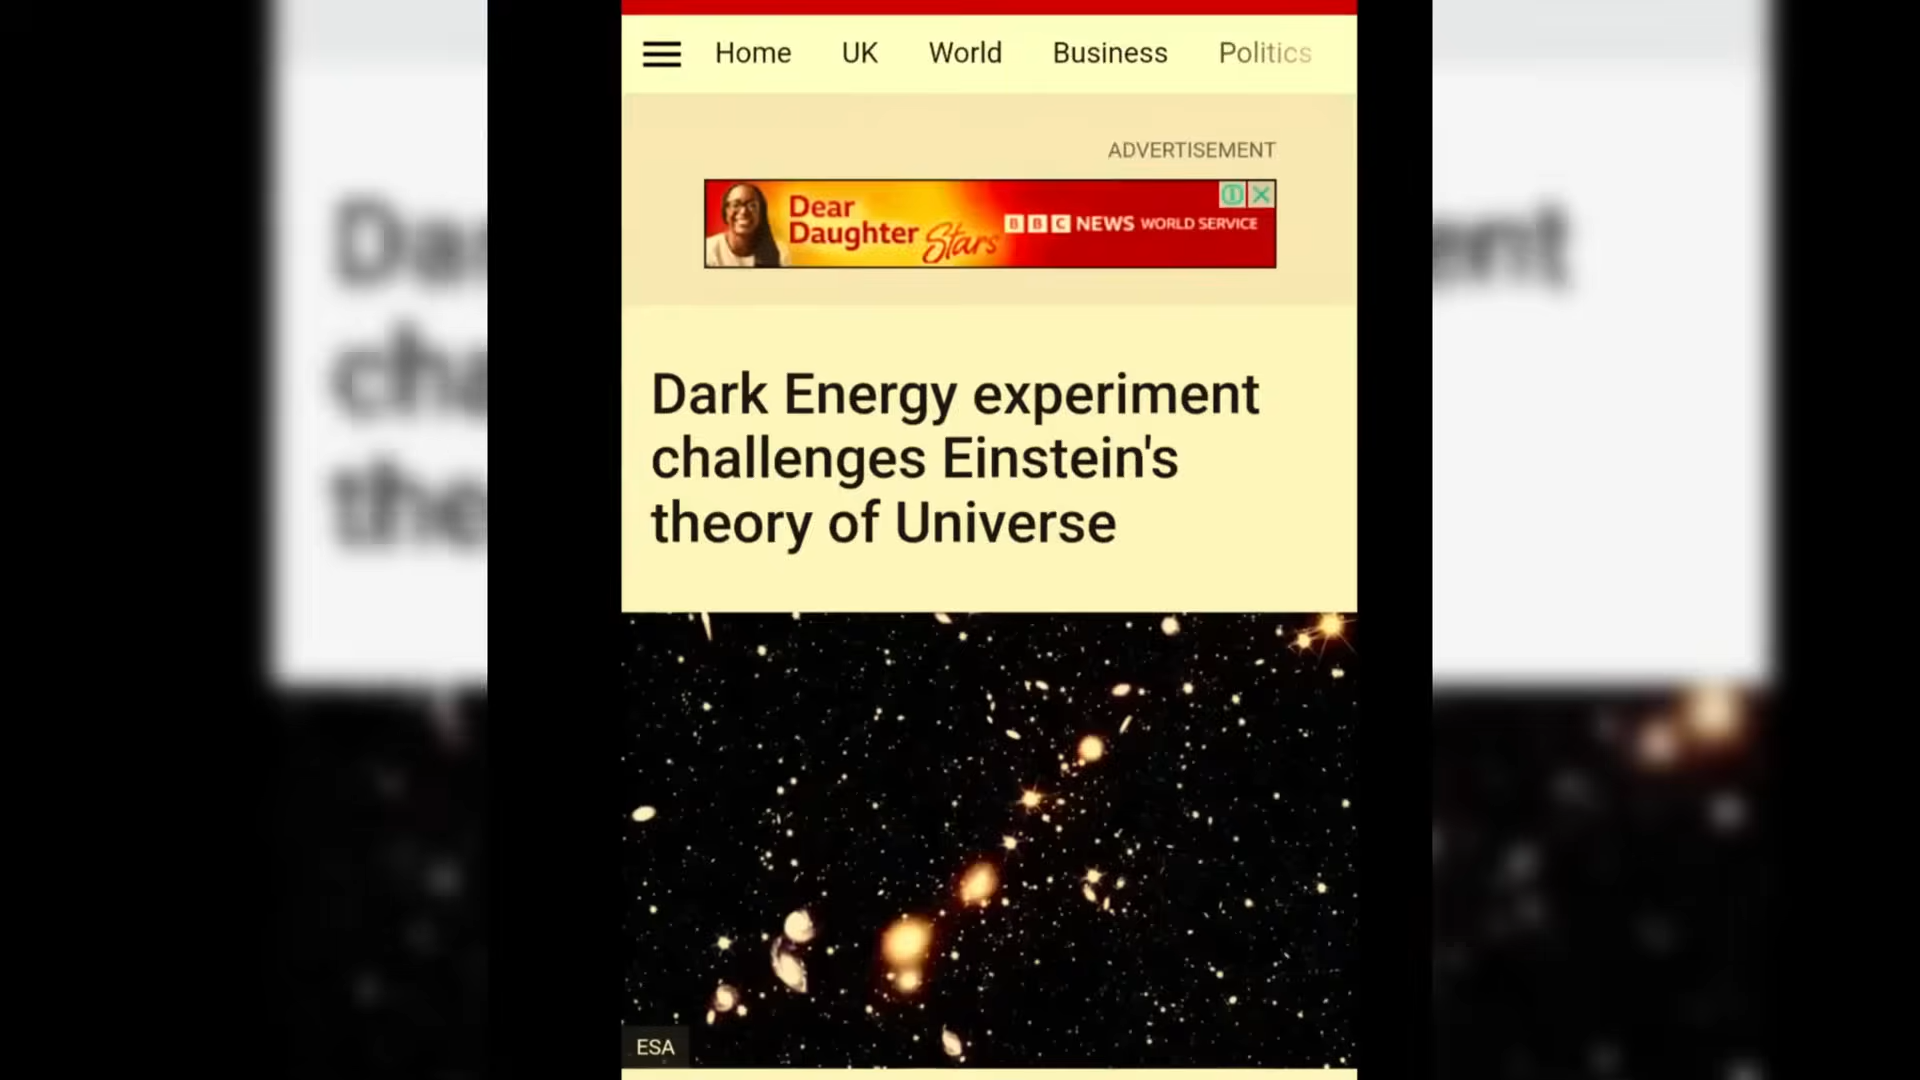 Home UK World Business Politics
ADVERTISEMENT
Dear
Daughter
Stars
BBC NEWS WORLD SERVICE
Dark Energy experiment
challenges Einstein's
theory of Universe
ESA